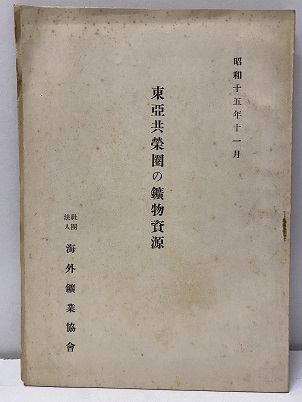 昭和十五年十一月
東亞共榮圈の鑛物資源
社團法人 海外鑛業協會